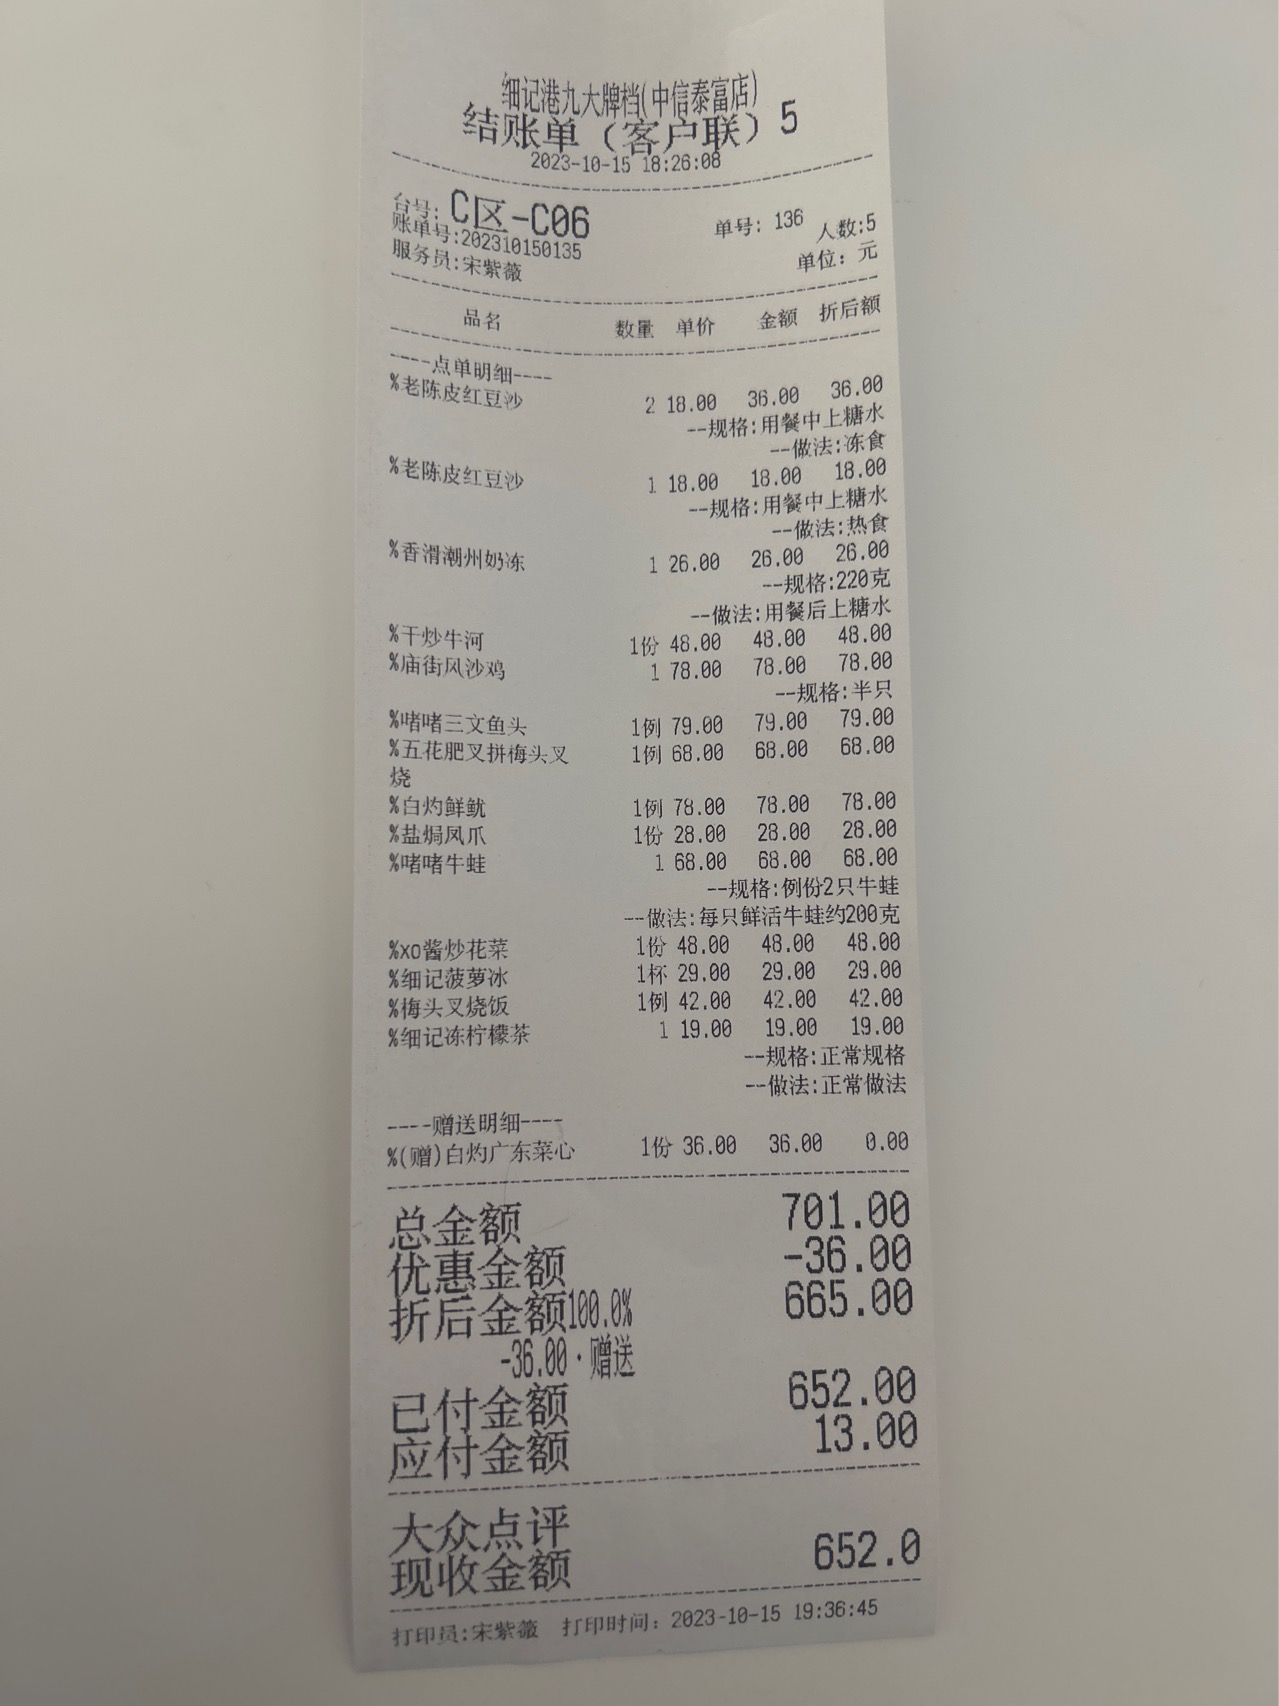 细记港九大牌档(中信泰富店)
结账单（客户联）5
2023-10-15 18:26:08
台号: C区-C06 单号: 136 人数:5
账单号:202310150135
服务员:宋紫薇 单位: 元
品名 数量 单价 金额 折后额
----点单明细----
%老陈皮红豆沙 2 18.00 36.00 36.00
--规格:用餐中上糖水
--做法:冻食
%老陈皮红豆沙 1 18.00 18.00 18.00
--规格:用餐中上糖水
--做法:热食
%香滑潮州奶冻 1 26.00 26.00 26.00
--规格:220克
--做法:用餐后上糖水
%干炒牛河 1份 48.00 48.00 48.00
%庙街风沙鸡 1 78.00 78.00 78.00
--规格:半只
%啫啫三文鱼头 1例 79.00 79.00 79.00
%五花肥叉拼梅头叉 1例 68.00 68.00 68.00
烧
%白灼鲜鱿 1例 78.00 78.00 78.00
%盐焗凤爪 1份 28.00 28.00 28.00
%啫啫牛蛙 1 68.00 68.00 68.00
--规格:例份2只牛蛙
--做法:每只鲜活牛蛙约200克
%xo酱炒花菜 1份 48.00 48.00 48.00
%细记菠萝冰 1杯 29.00 29.00 29.00
%梅头叉烧饭 1例 42.00 42.00 42.00
%细记冻柠檬茶 1 19.00 19.00 19.00
--规格:正常规格
--做法:正常做法
----赠送明细----
%(赠)白灼广东菜心 1份 36.00 36.00 0.00
总金额 701.00
优惠金额 -36.00
折后金额100.0% 665.00
-36.00·赠送
已付金额 652.00
应付金额 13.00
大众点评
现收金额 652.0
打印员:宋紫薇 打印时间: 2023-10-15 19:36:45